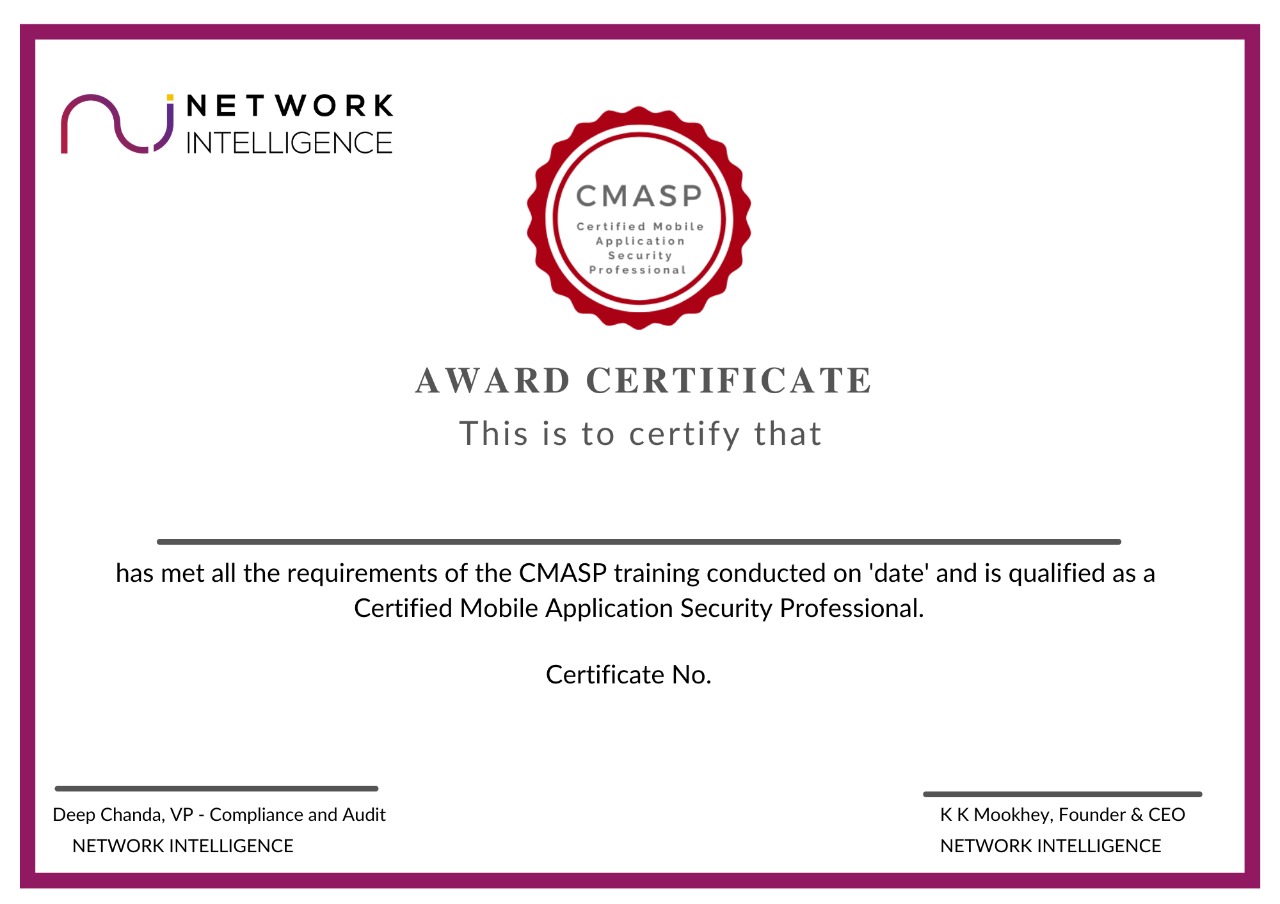 NETWORK
INTELLIGENCE
CMASP
Certified Mobile
Application
Security
Professional
AWARD CERTIFICATE
This is to certify that
has met all the requirements of the CMASP training conducted on 'date' and is qualified as a
Certified Mobile Application Security Professional.
Certificate No.
Deep Chanda, VP - Compliance and Audit
NETWORK INTELLIGENCE
K K Mookhey, Founder & CEO
NETWORK INTELLIGENCE